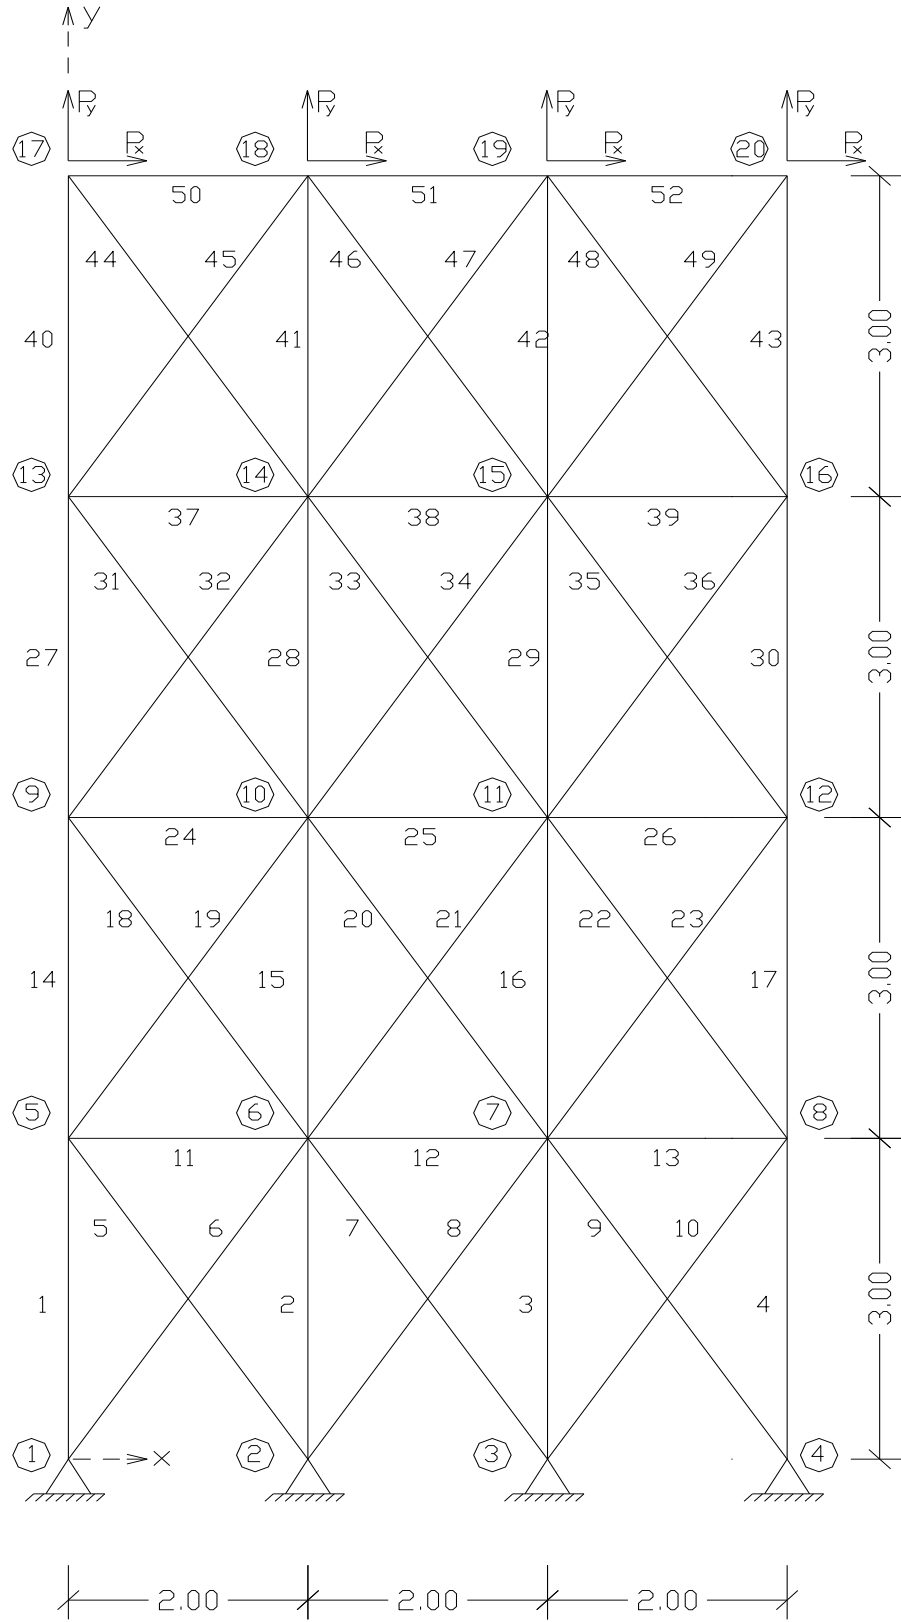 y
Py Py Py Py
17 Px 18 Px 19 Px 20 Px
50 51 52
44 45 46 47 48 49
40 41 42 43
3.00
13 14 15 16
37 38 39
31 32 33 34 35 36
27 28 29 30
3.00
9 10 11 12
24 25 26
18 19 20 21 22 23
14 15 16 17
3.00
5 6 7 8
11 12 13
5 6 7 8 9 10
1 2 3 4
3.00
1 x 2 3 4
2.00 2.00 2.00